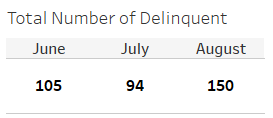 Total Number of Delinquent
June July August
105 94 150